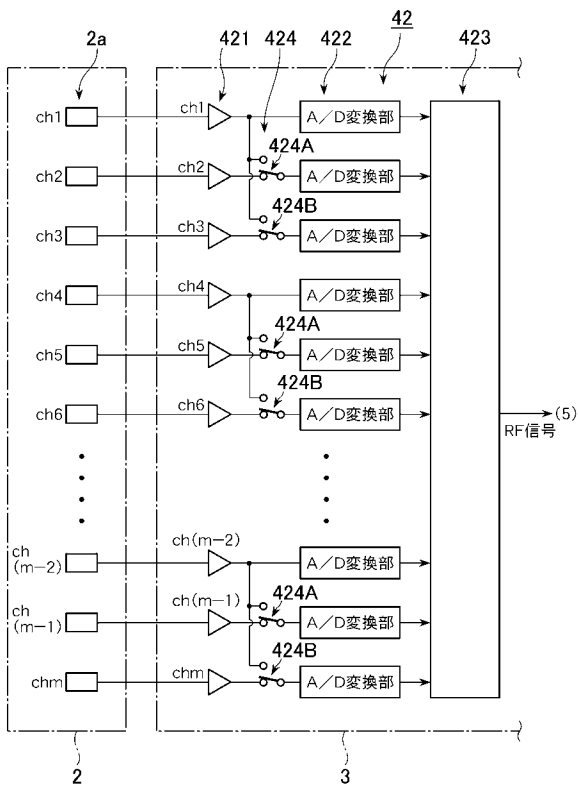 2a 421 424 422 42 423
ch1 ch1 A/D変換部
424A
ch2 ch2 A/D変換部
424B
ch3 ch3 A/D変換部
ch4 ch4 A/D変換部
424A
ch5 ch5 A/D変換部
424B
ch6 ch6 A/D変換部
(5)
RF信号
ch(m-2)
ch
(m-2) A/D変換部
424A
ch(m-1)
ch
(m-1) A/D変換部
424B
chm chm A/D変換部
2 3